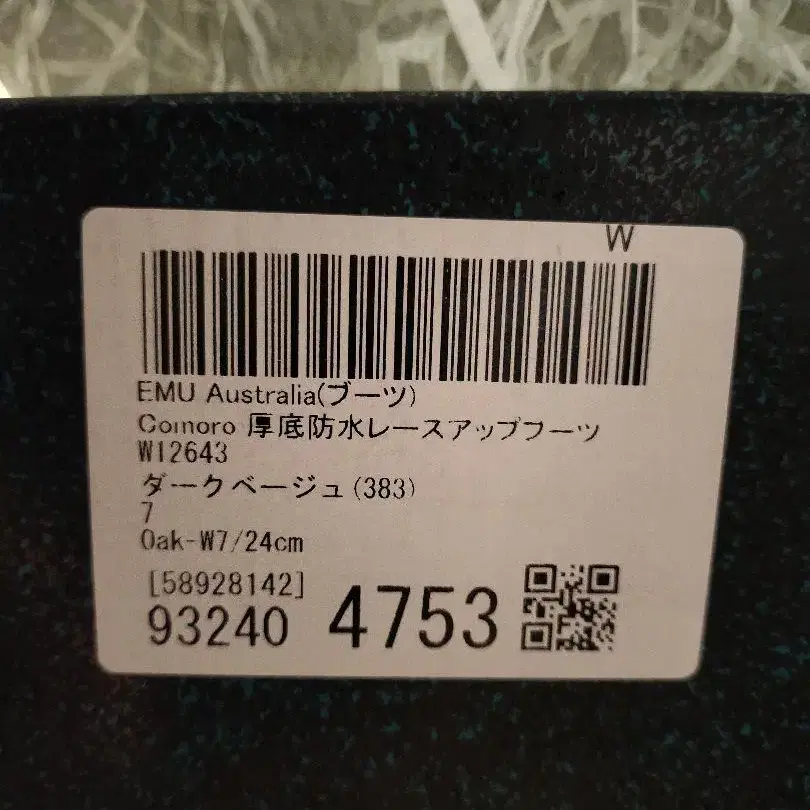 W
EMU Australia(ブーツ)
Comoro 厚底防水レースアップブーツ
W12643
ダークベージュ(383)
7
Oak-W7/24cm
[58928142]
93240 4753